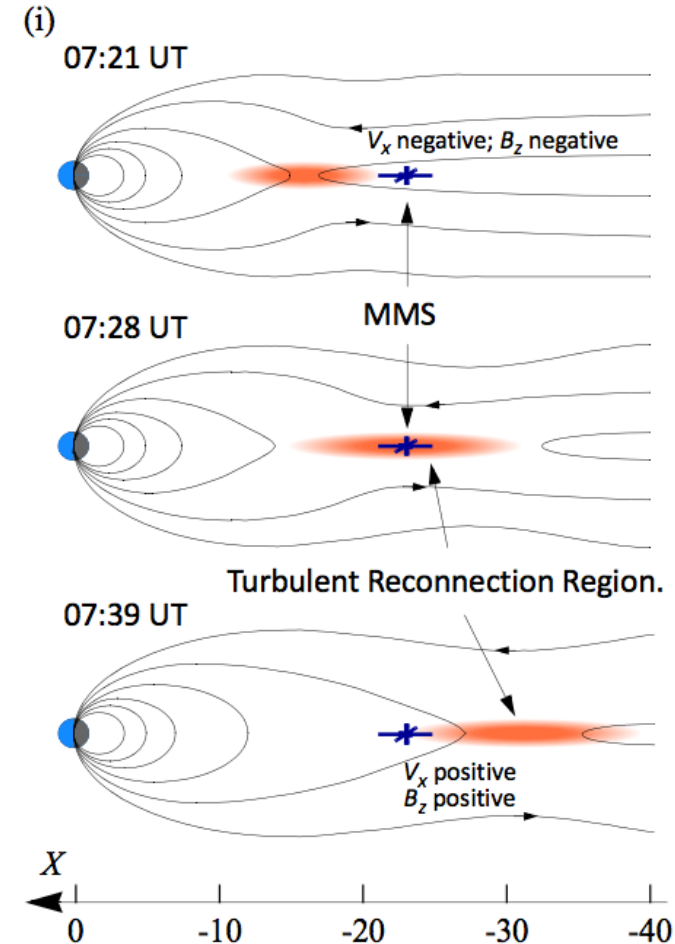 (i)
07:21 UT
Vx negative; Bz negative
MMS
07:28 UT
Turbulent Reconnection Region.
07:39 UT
Vx positive
Bz positive
X
0 -10 -20 -30 -40